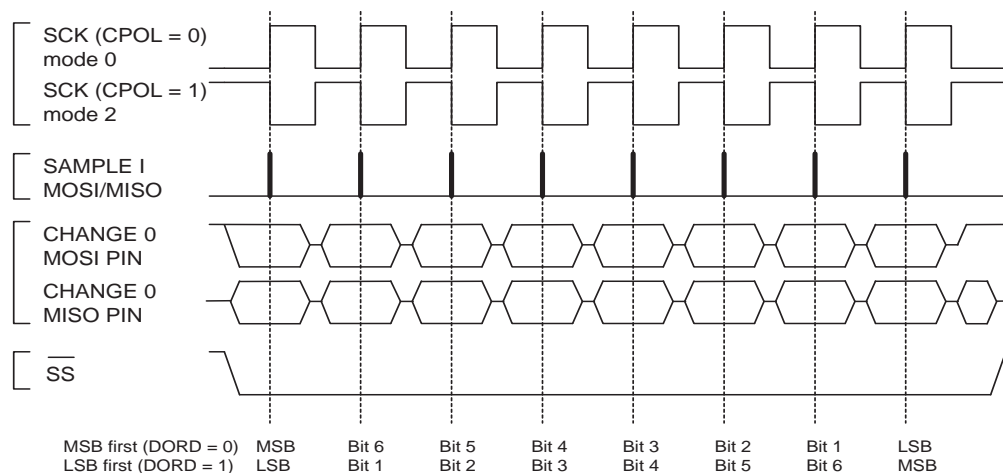 SCK (CPOL = 0)
mode 0
SCK (CPOL = 1)
mode 2
SAMPLE I
MOSI/MISO
CHANGE 0
MOSI PIN
CHANGE 0
MISO PIN
SS
MSB first (DORD = 0) MSB Bit 6 Bit 5 Bit 4 Bit 3 Bit 2 Bit 1 LSB
LSB first (DORD = 1) LSB Bit 1 Bit 2 Bit 3 Bit 4 Bit 5 Bit 6 MSB